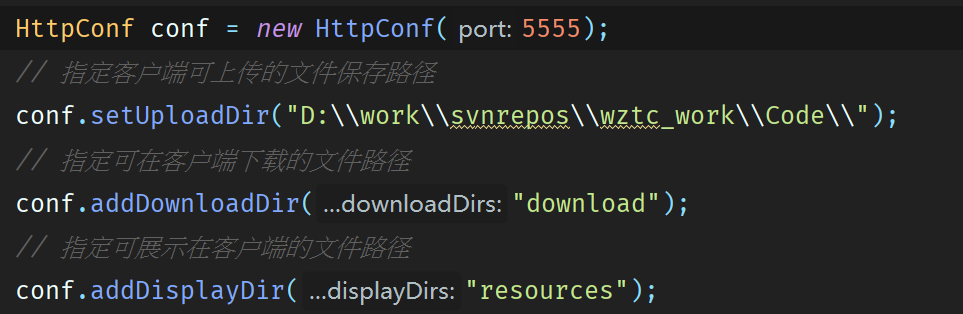 HttpConf conf = new HttpConf( port: 5555);
// 指定客户端可上传的文件保存路径
conf.setUploadDir("D:\\work\\svnrepos\\wztc_work\\Code\\");
// 指定可在客户端下载的文件路径
conf.addDownloadDir( ...downloadDirs: "download");
// 指定可展示在客户端的文件路径
conf.addDisplayDir( ...displayDirs: "resources");